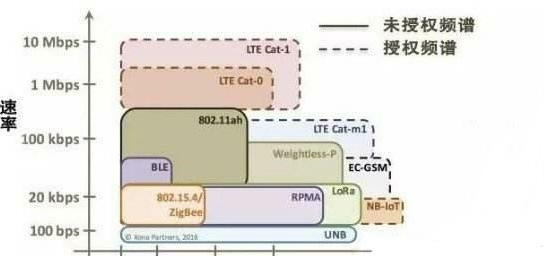 未授权频谱
授权频谱
速率
10 Mbps
1 Mbps
100 kbps
20 kbps
100 bps
LTE Cat-1
LTE Cat-0
802.11ah
LTE Cat-m1
Weightless-P
EC-GSM
BLE
802.15.4/
ZigBee
RPMA
LoRa
NB-IoT
© Xona Partners, 2016
UNB